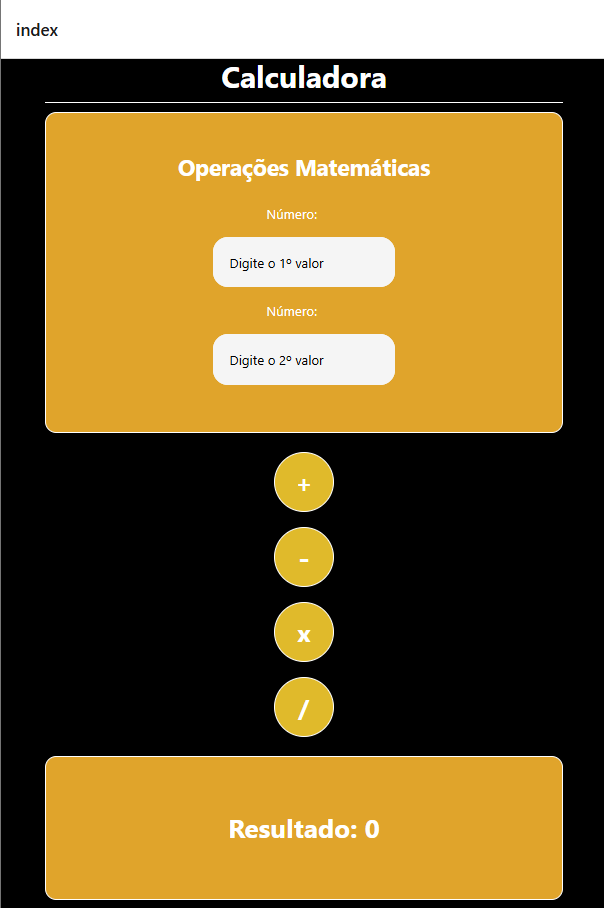 index
Calculadora
Operações Matemáticas
Número:
Digite o 1º valor
Número:
Digite o 2º valor
+
-
x
/
Resultado: 0